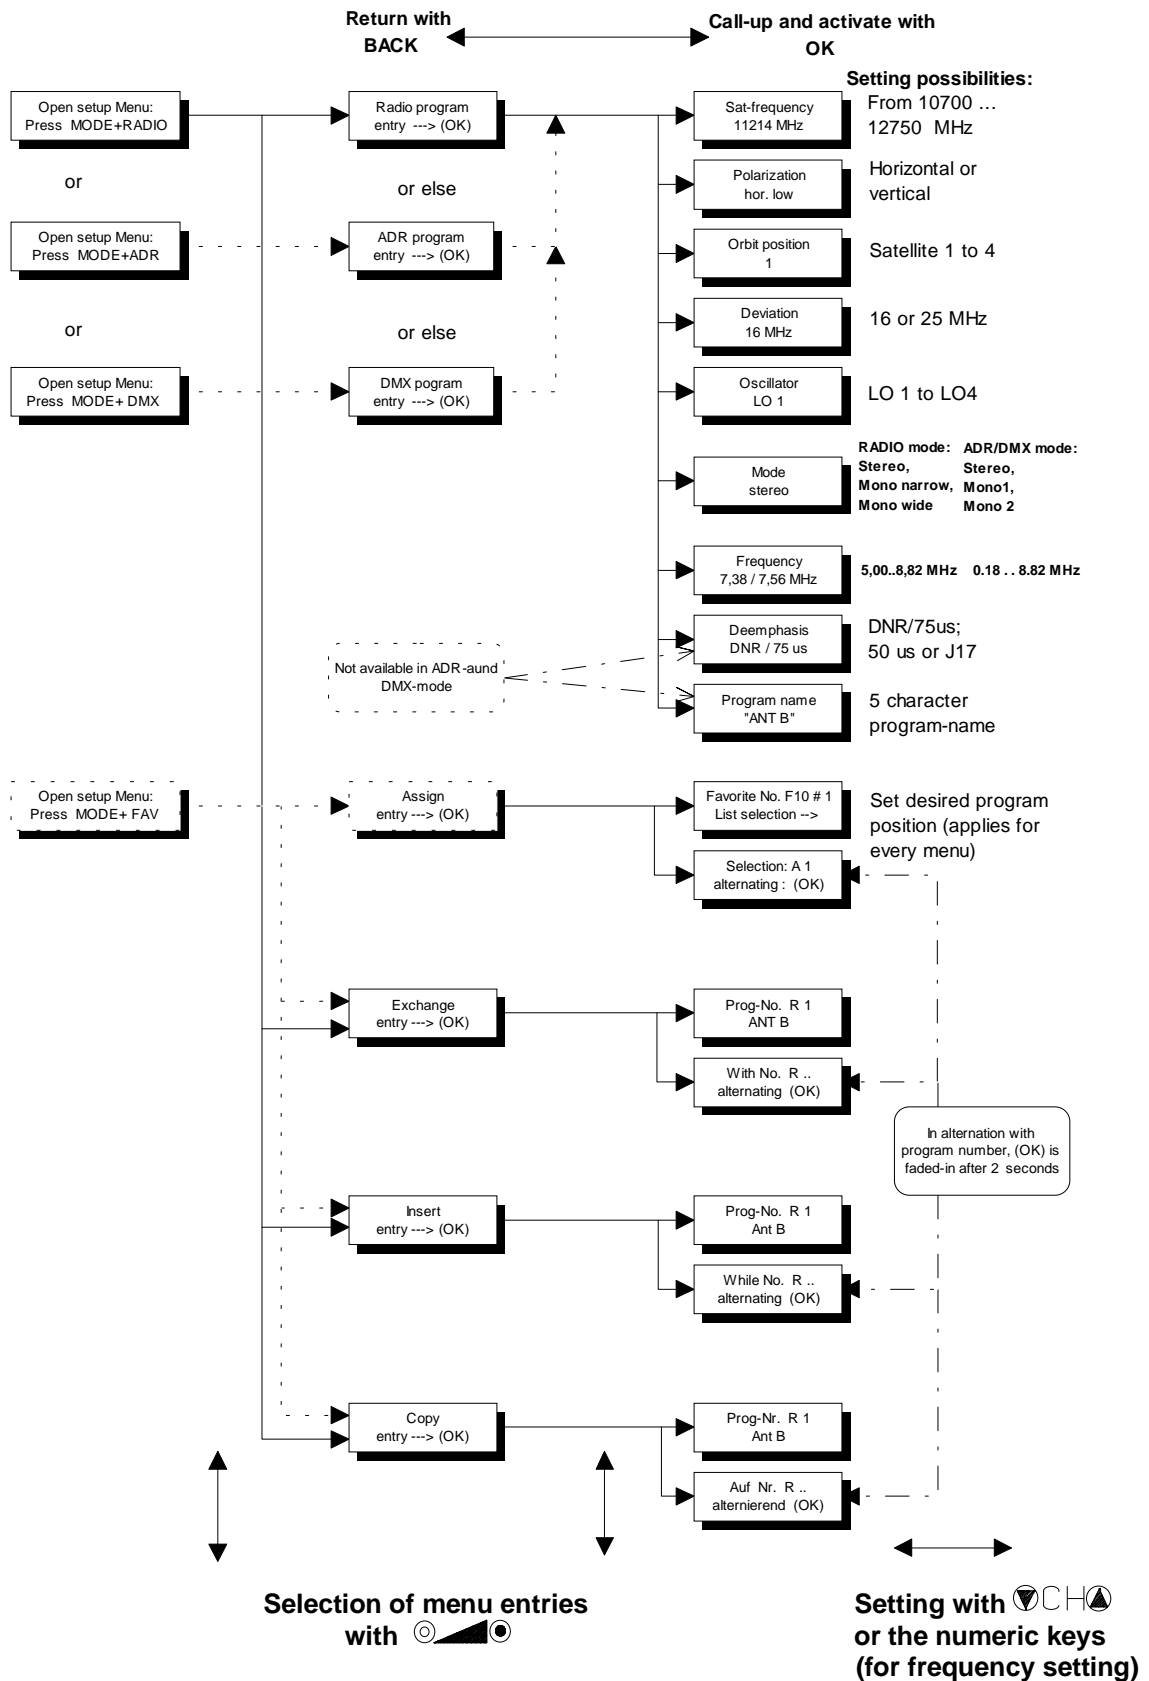 Return with
BACK
Call-up and activate with
OK
Setting possibilities:
Open setup Menu:
Press MODE+RADIO
Radio program
entry ---> (OK)
Sat-frequency
11214 MHz
From 10700 ...
12750 MHz
or
or else
Polarization
hor. low
Horizontal or
vertical
Open setup Menu:
Press MODE+ADR
ADR program
entry ---> (OK)
Orbit position
1
Satellite 1 to 4
or
or else
Deviation
16 MHz
16 or 25 MHz
Open setup Menu:
Press MODE+ DMX
DMX pogram
entry ---> (OK)
Oscillator
LO 1
LO 1 to LO4
Mode
stereo
RADIO mode:
Stereo,
Mono narrow,
Mono wide
ADR/DMX mode:
Stereo,
Mono1,
Mono 2
Frequency
7,38 / 7,56 MHz
5,00..8,82 MHz 0.18 . . 8.82 MHz
Not available in ADR-aund
DMX-mode
Deemphasis
DNR / 75 us
DNR/75us;
50 us or J17
Program name
"ANT B"
5 character
program-name
Open setup Menu:
Press MODE+ FAV
Assign
entry ---> (OK)
Favorite No. F10 # 1
List selection -->
Set desired program
position (applies for
every menu)
Selection: A 1
alternating : (OK)
Exchange
entry ---> (OK)
Prog-No. R 1
ANT B
With No. R ..
alternating (OK)
In alternation with
program number, (OK) is
faded-in after 2 seconds
Insert
entry ---> (OK)
Prog-No. R 1
Ant B
While No. R ..
alternating (OK)
Copy
entry ---> (OK)
Prog-Nr. R 1
Ant B
Auf Nr. R ..
alternierend (OK)
Selection of menu entries
with
Setting with CH
or the numeric keys
(for frequency setting)